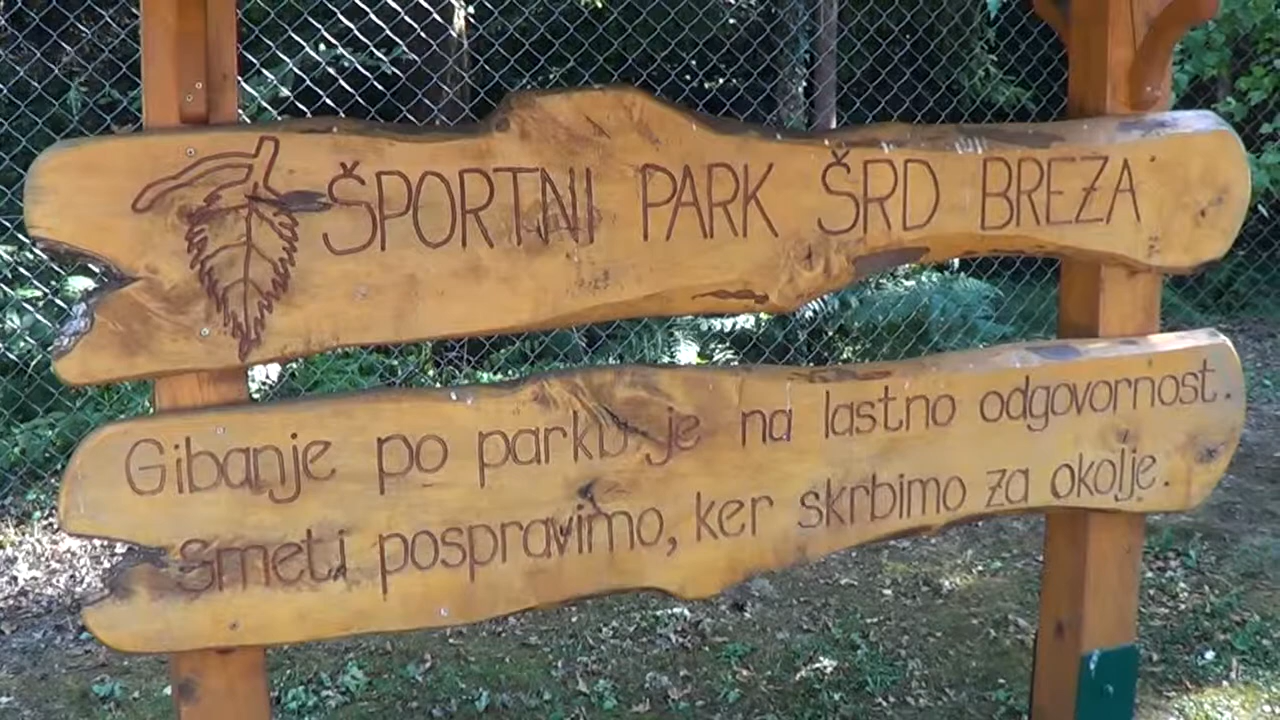 ŠPORTNI PARK ŠRD BREZA
Gibanje po parku je na lastno odgovornost.
Smeti pospravimo, ker skrbimo za okolje.